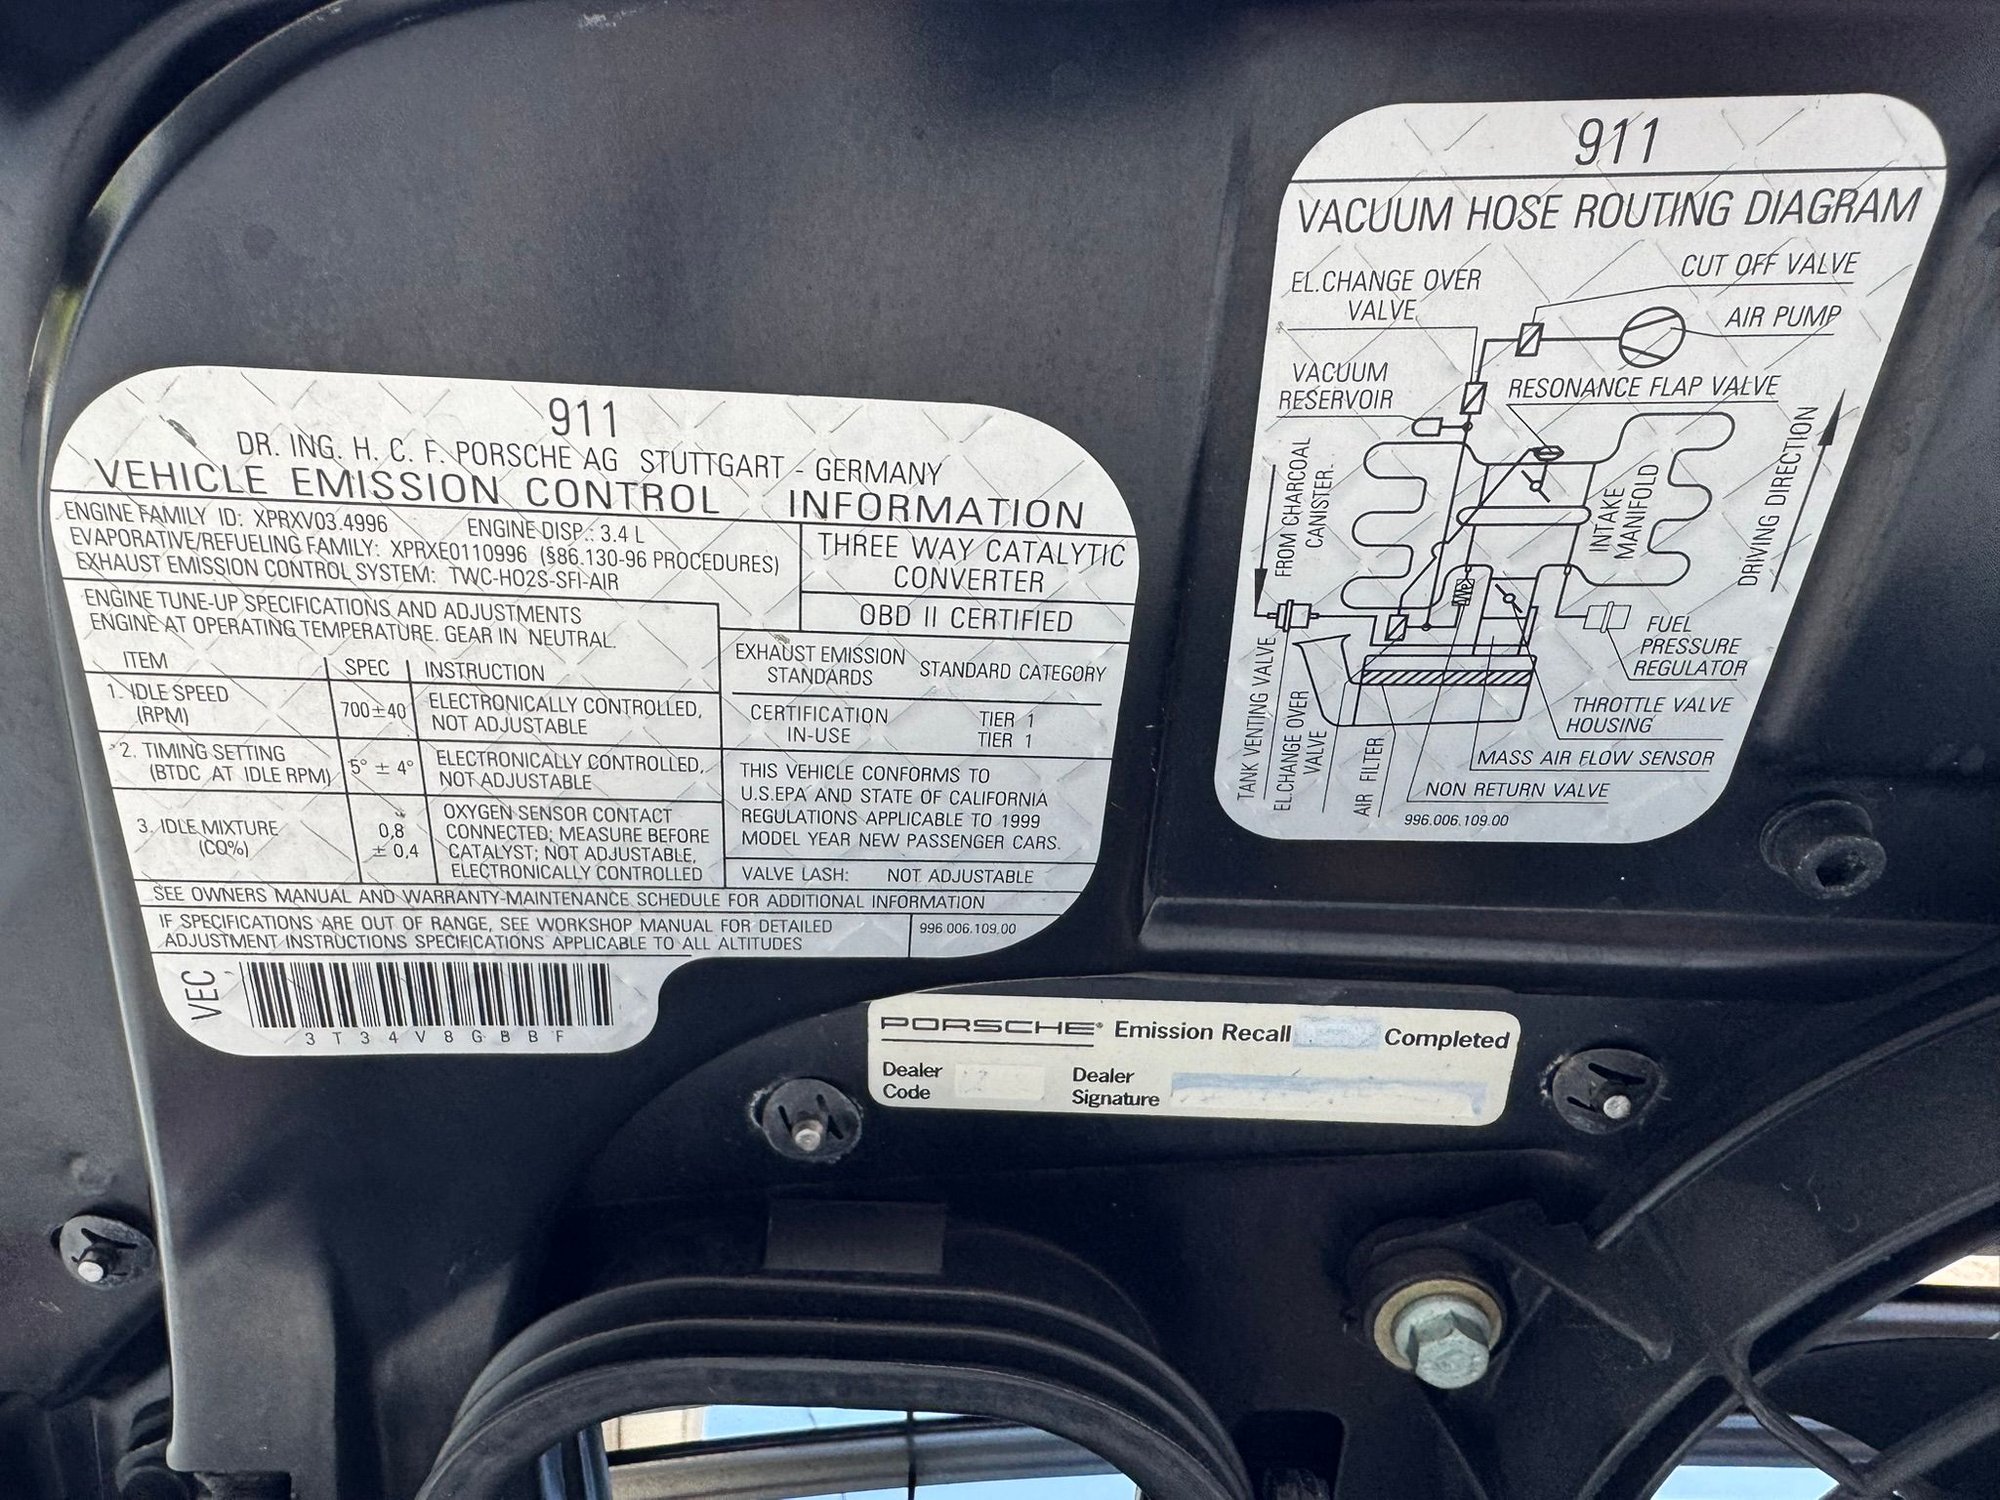 911
DR. ING. H. C. F. PORSCHE AG STUTTGART - GERMANY
VEHICLE EMISSION CONTROL INFORMATION
ENGINE FAMILY ID: XPRXV03.4996 ENGINE DISP.: 3.4 L
EVAPORATIVE/REFUELING FAMILY: XPRXE0110996 (§86.130-96 PROCEDURES)
EXHAUST EMISSION CONTROL SYSTEM: TWC-HO2S-SFI-AIR
THREE WAY CATALYTIC
CONVERTER
OBD II CERTIFIED
ENGINE TUNE-UP SPECIFICATIONS AND ADJUSTMENTS
ENGINE AT OPERATING TEMPERATURE. GEAR IN NEUTRAL.
ITEM SPEC INSTRUCTION
1. IDLE SPEED
(RPM)
700±40
ELECTRONICALLY CONTROLLED,
NOT ADJUSTABLE
2. TIMING SETTING
(BTDC AT IDLE RPM)
5° ± 4°
ELECTRONICALLY CONTROLLED,
NOT ADJUSTABLE
3. IDLE MIXTURE
(CO%)
0,8
± 0,4
OXYGEN SENSOR CONTACT
CONNECTED; MEASURE BEFORE
CATALYST; NOT ADJUSTABLE,
ELECTRONICALLY CONTROLLED
EXHAUST EMISSION
STANDARDS
STANDARD CATEGORY
CERTIFICATION TIER 1
IN-USE TIER 1
THIS VEHICLE CONFORMS TO
U.S.EPA AND STATE OF CALIFORNIA
REGULATIONS APPLICABLE TO 1999
MODEL YEAR NEW PASSENGER CARS.
VALVE LASH: NOT ADJUSTABLE
SEE OWNERS MANUAL AND WARRANTY-MAINTENANCE SCHEDULE FOR ADDITIONAL INFORMATION
IF SPECIFICATIONS ARE OUT OF RANGE, SEE WORKSHOP MANUAL FOR DETAILED
ADJUSTMENT INSTRUCTIONS SPECIFICATIONS APPLICABLE TO ALL ALTITUDES
996.006.109.00
VEC
3T34V8GBBF
911
VACUUM HOSE ROUTING DIAGRAM
CUT OFF VALVE
EL.CHANGE OVER
VALVE
AIR PUMP
VACUUM
RESERVOIR
RESONANCE FLAP VALVE
FROM CHARCOAL
CANISTER
INTAKE
MANIFOLD
DRIVING DIRECTION
FUEL
PRESSURE
REGULATOR
THROTTLE VALVE
HOUSING
MASS AIR FLOW SENSOR
NON RETURN VALVE
TANK VENTING VALVE
EL.CHANGE OVER
VALVE
AIR FILTER
996.006.109.00
PORSCHE® Emission Recall Completed
Dealer
Code
Dealer
Signature